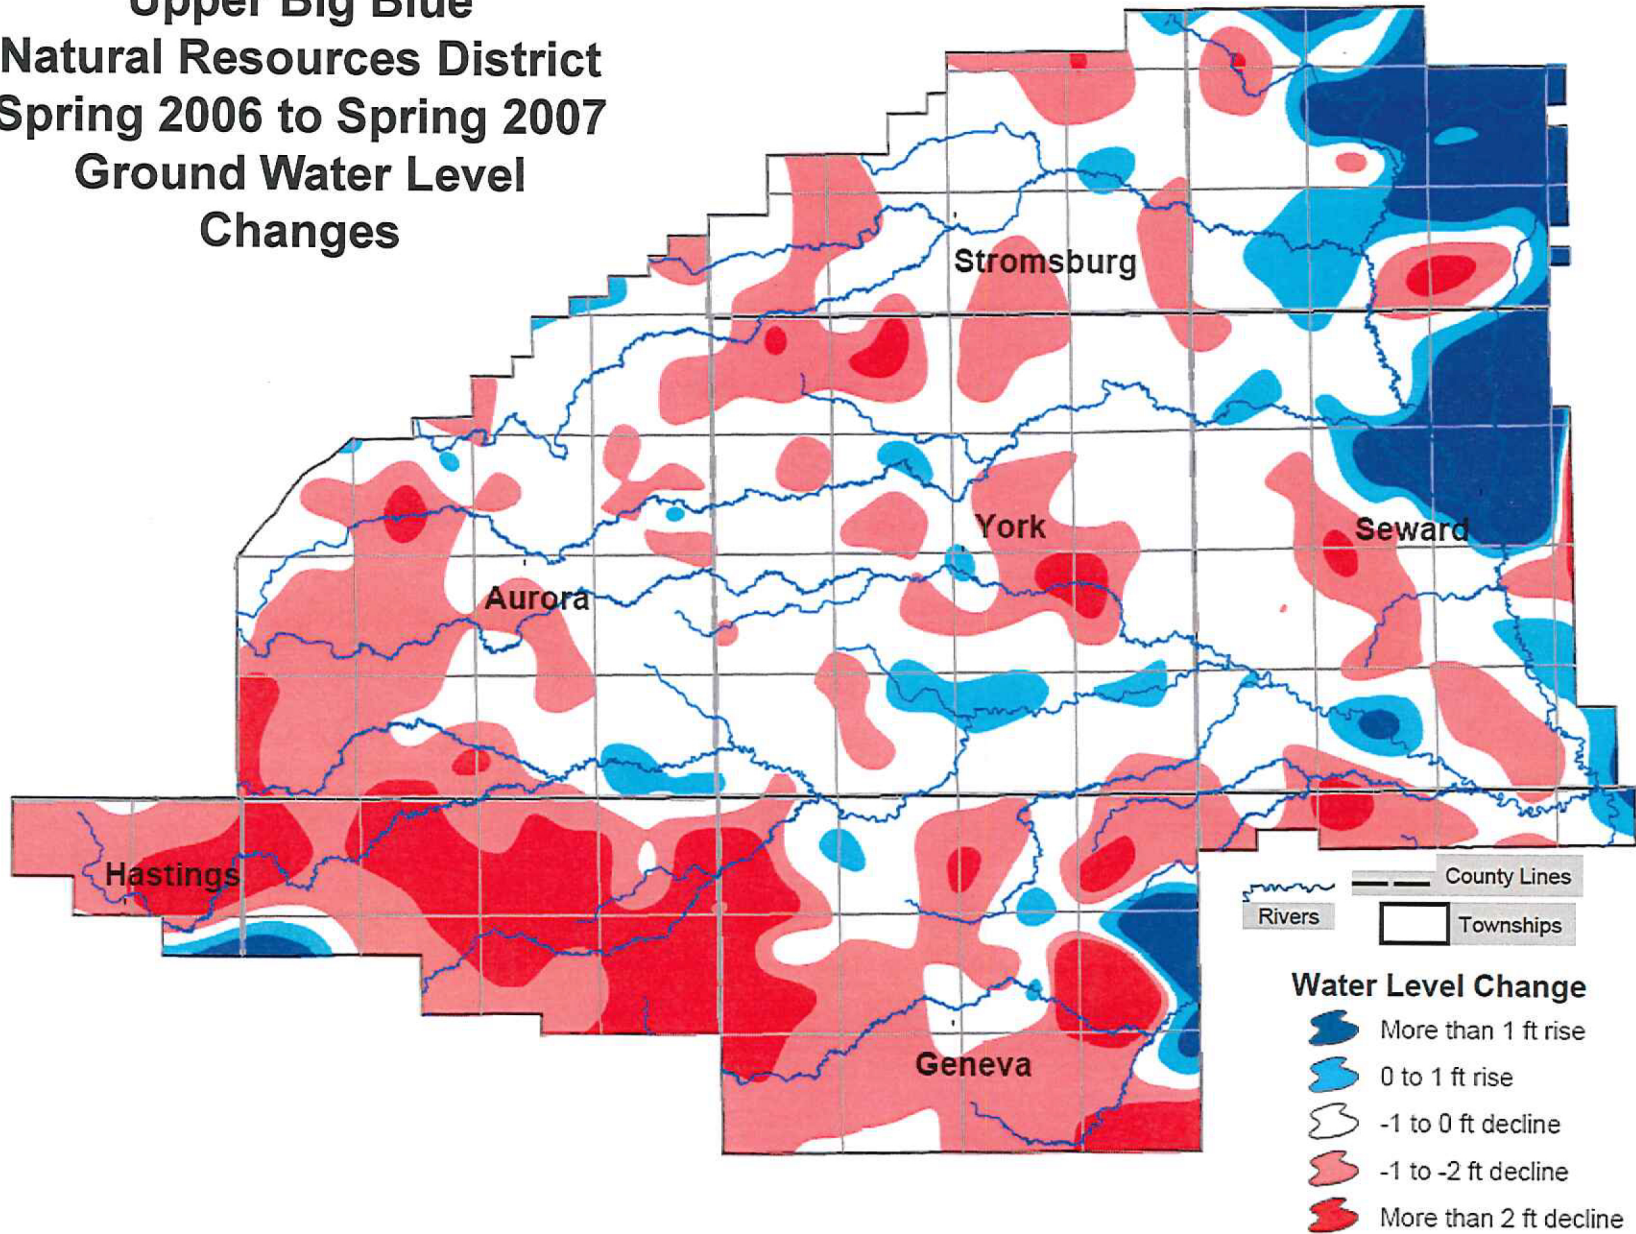 Upper Big Blue
Natural Resources District
Spring 2006 to Spring 2007
Ground Water Level
Changes
Stromsburg
York
Seward
Aurora
Hastings
Geneva
Rivers
County Lines
Townships
Water Level Change
More than 1 ft rise
0 to 1 ft rise
-1 to 0 ft decline
-1 to -2 ft decline
More than 2 ft decline